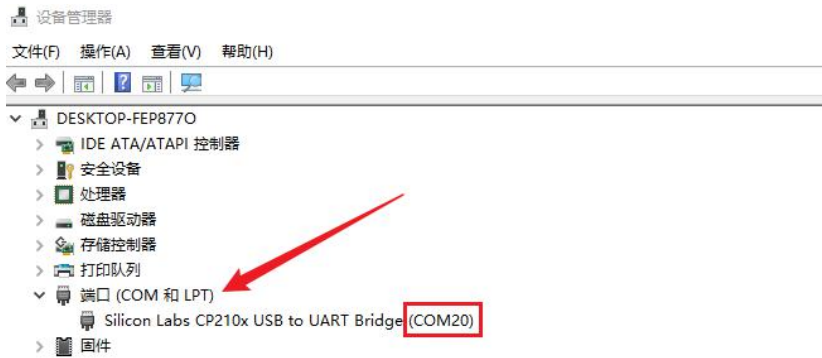 设备管理器
文件(F) 操作(A) 查看(V) 帮助(H)
DESKTOP-FEP877O
IDE ATA/ATAPI 控制器
安全设备
处理器
磁盘驱动器
存储控制器
打印队列
端口 (COM 和 LPT)
Silicon Labs CP210x USB to UART Bridge (COM20)
固件